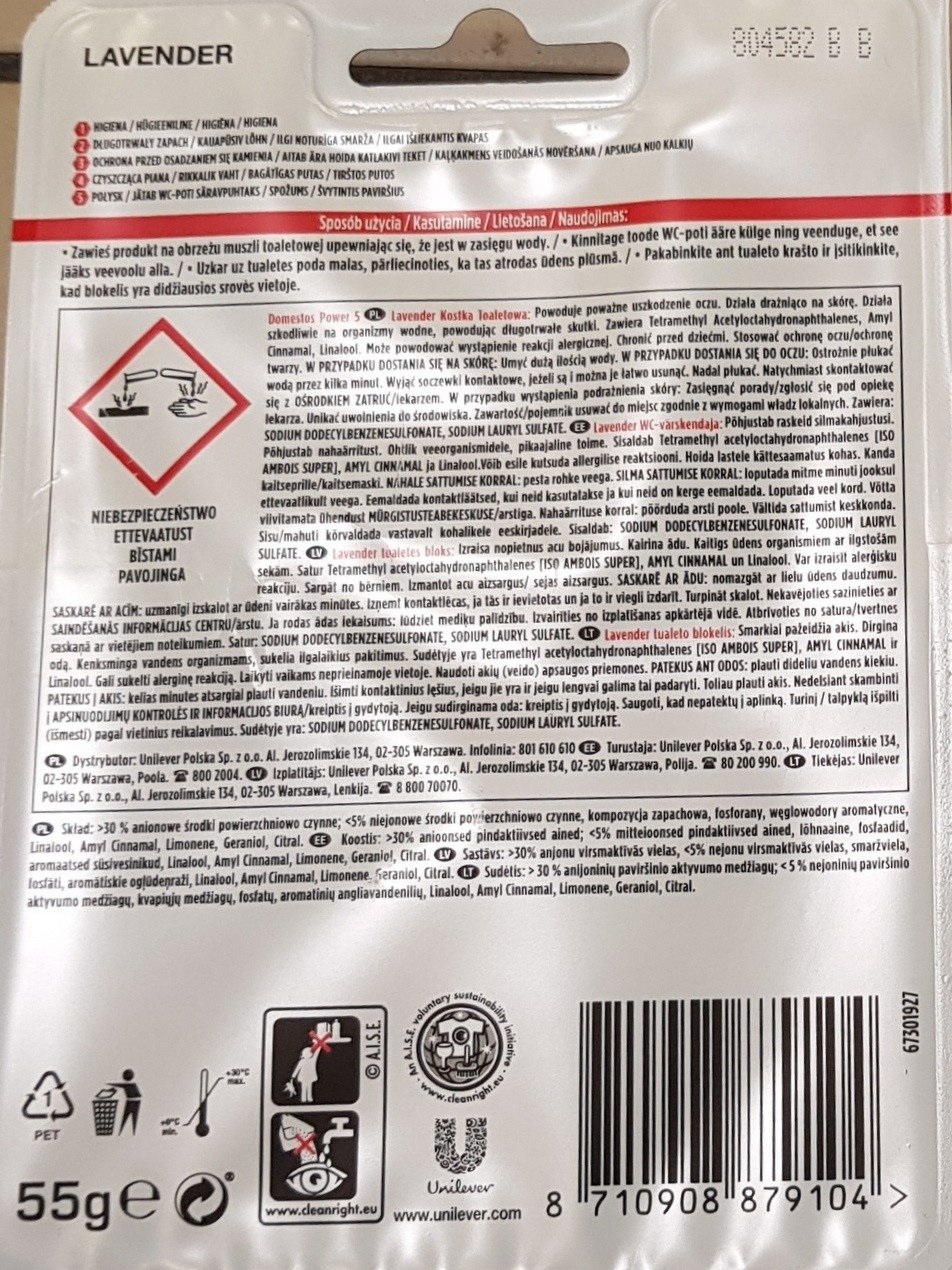 LAVENDER
804582 B B
1 HIGIENA / HÜGIEENILINE / HIGIĒNA / HIGIENA
2 DŁUGOTRWAŁY ZAPACH / KAUAPÜSIV LÕHN / ILGI NOTURĪGA SMARŽA / ILGAI IŠLIEKANTIS KVAPAS
3 OCHRONA PRZED OSADZANIEM SIĘ KAMIENIA / AITAB ÄRA HOIDA KATLAKIVI TEKET / KAĻĶAKMENS VEIDOŠANĀS NOVĒRŠANA / APSAUGA NUO KALKIŲ
4 CZYSZCZĄCA PIANA / RIKKALIK VAHT / BAGĀTĪGAS PUTAS / TIRŠTOS PUTOS
5 POŁYSK / JÄTAB WC-POTI SÄRAVPUHTAKS / SPOŽUMS / ŠVYTINTIS PAVIRŠIUS
Sposób użycia / Kasutamine / Lietošana / Naudojimas:
• Zawieś produkt na obrzeżu muszli toaletowej upewniając się, że jest w zasięgu wody. / • Kinnitage toode WC-poti ääre külge ning veenduge, et see
jääks veevoolu alla. / • Uzkar uz tualetes poda malas, pārliecinoties, ka tas atrodas ūdens plūsmā. / • Pakabinkite ant tualeto krašto ir įsitikinkite,
kad blokelis yra didžiausios srovės vietoje.
Domestos Power 5 PL Lavender Kostka Toaletowa: Powoduje poważne uszkodzenie oczu. Działa drażniąco na skórę. Działa
szkodliwie na organizmy wodne, powodując długotrwałe skutki. Zawiera Tetramethyl Acetyloctahydronaphthalenes, Amyl
Cinnamal, Linalool. Może powodować wystąpienie reakcji alergicznej. Chronić przed dziećmi. Stosować ochronę oczu/ochronę
twarzy. W PRZYPADKU DOSTANIA SIĘ NA SKÓRĘ: Umyć dużą ilością wody. W PRZYPADKU DOSTANIA SIĘ DO OCZU: Ostrożnie płukać
wodą przez kilka minut. Wyjąć soczewki kontaktowe, jeżeli są i można je łatwo usunąć. Nadal płukać. Natychmiast skontaktować
się z OŚRODKIEM ZATRUĆ/lekarzem. W przypadku wystąpienia podrażnienia skóry: Zasięgnąć porady/zgłosić się pod opiekę
lekarza. Unikać uwolnienia do środowiska. Zawartość/pojemnik usuwać do miejsc zgodnie z wymogami władz lokalnych. Zawiera:
SODIUM DODECYLBENZENESULFONATE, SODIUM LAURYL SULFATE. EE Lavender WC-värskendaja: Põhjustab raskeid silmakahjustusi.
Põhjustab nahaärritust. Ohtlik veeorganismidele, pikaajaline toime. Sisaldab Tetramethyl acetyloctahydronaphthalenes [ISO
AMBOIS SUPER], AMYL CINNAMAL ja Linalool.Võib esile kutsuda allergilise reaktsiooni. Hoida lastele kättesaamatus kohas. Kanda
kaitseprille/kaitsemaski. NAHALE SATTUMISE KORRAL: pesta rohke veega. SILMA SATTUMISE KORRAL: loputada mitme minuti jooksul
ettevaatlikult veega. Eemaldada kontaktläätsed, kui neid kasutatakse ja kui neid on kerge eemaldada. Loputada veel kord. Võtta
viivitamata ühendust MÜRGISTUSTEABEKESKUSE/arstiga. Nahaärrituse korral: pöörduda arsti poole. Vältida sattumist keskkonda.
Sisu/mahuti kõrvaldada vastavalt kohalikele eeskirjadele. Sisaldab: SODIUM DODECYLBENZENESULFONATE, SODIUM LAURYL
SULFATE. LV Lavender tualetes bloks: Izraisa nopietnus acu bojājumus. Kairina ādu. Kaitīgs ūdens organismiem ar ilgstošām
sekām. Satur Tetramethyl acetyloctahydronaphthalenes [ISO AMBOIS SUPER], AMYL CINNAMAL un Linalool. Var izraisīt alerģisku
reakciju. Sargāt no bērniem. Izmantot acu aizsargus/ sejas aizsargus. SASKARĒ AR ĀDU: nomazgāt ar lielu ūdens daudzumu.
SASKARĒ AR ACĪM: uzmanīgi izskalot ar ūdeni vairākas minūtes. Izņemt kontaktlēcas, ja tās ir ievietotas un ja to ir viegli izdarīt. Turpināt skalot. Nekavējoties sazinieties ar
SAINDĒŠANĀS INFORMĀCIJAS CENTRU/ārstu. Ja rodas ādas iekaisums: lūdziet mediķu palīdzību. Izvairīties no izplatīšanas apkārtējā vidē. Atbrīvoties no satura/tvertnes
saskaņā ar vietējiem noteikumiem. Satur: SODIUM DODECYLBENZENESULFONATE, SODIUM LAURYL SULFATE. LT Lavender tualeto blokelis: Smarkiai pažeidžia akis. Dirgina
odą. Kenksminga vandens organizmams, sukelia ilgalaikius pakitimus. Sudėtyje yra Tetramethyl acetyloctahydronaphthalenes [ISO AMBOIS SUPER], AMYL CINNAMAL ir
Linalool. Gali sukelti alerginę reakciją. Laikyti vaikams neprieinamoje vietoje. Naudoti akių (veido) apsaugos priemones. PATEKUS ANT ODOS: plauti dideliu vandens kiekiu.
PATEKUS Į AKIS: kelias minutes atsargiai plauti vandeniu. Išimti kontaktinius lęšius, jeigu jie yra ir jeigu lengvai galima tai padaryti. Toliau plauti akis. Nedelsiant skambinti
Į APSINUODIJIMŲ KONTROLĖS IR INFORMACIJOS BIURĄ/kreiptis į gydytoją. Jeigu sudirginama oda: kreiptis į gydytoją. Saugoti, kad nepatektų į aplinką. Turinį / talpyklą išpilti
(išmesti) pagal vietinius reikalavimus. Sudėtyje yra: SODIUM DODECYLBENZENESULFONATE, SODIUM LAURYL SULFATE.
NIEBEZPIECZEŃSTWO
ETTEVAATUST
BĪSTAMI
PAVOJINGA
PL Dystrybutor: Unilever Polska Sp. z o.o. Al. Jerozolimskie 134, 02-305 Warszawa. Infolinia: 801 610 610 EE Turustaja: Unilever Polska Sp. z o.o., Al. Jerozolimskie 134,
02-305 Warszawa, Poola. ☎ 800 2004. LV Izplatītājs: Unilever Polska Sp. z o.o., Al. Jerozolimskie 134, 02-305 Warszawa, Polija. ☎ 80 200 990. LT Tiekėjas: Unilever
Polska Sp. z o.o., Al. Jerozolimskie 134, 02-305 Warszawa, Lenkija. ☎ 8 800 70070.
PL Skład: >30 % anionowe środki powierzchniowo czynne; <5% niejonowe środki powierzchniowo czynne, kompozycja zapachowa, fosforany, węglowodory aromatyczne,
Linalool, Amyl Cinnamal, Limonene, Geraniol, Citral. EE Koostis: >30% anioonsed pindaktiivsed ained; <5% mitteioonsed pindaktiivsed ained, lõhnaaine, fosfaadid,
aromaatsed süsivesinikud, Linalool, Amyl Cinnamal, Limonene, Geraniol, Citral. LV Sastāvs: >30% anjonu virsmaktīvās vielas, <5% nejonu virsmaktīvās vielas, smaržviela,
fosfāti, aromātiskie ogļūdeņraži, Linalool, Amyl Cinnamal, Limonene, Geraniol, Citral. LT Sudėtis: > 30 % anijoninių paviršinio aktyvumo medžiagų; < 5 % nejoninių paviršinio
aktyvumo medžiagų, kvapiųjų medžiagų, fosfatų, aromatinių angliavandenilių, Linalool, Amyl Cinnamal, Limonene, Geraniol, Citral.
1
PET
+0°C
min.
+30°C
max.
55g e
®
© A.I.S.E.
www.cleanright.eu
An A.I.S.E. voluntary sustainability initiative
www.cleanright.eu
Unilever
www.unilever.com
67301927
8 710908 879104 >